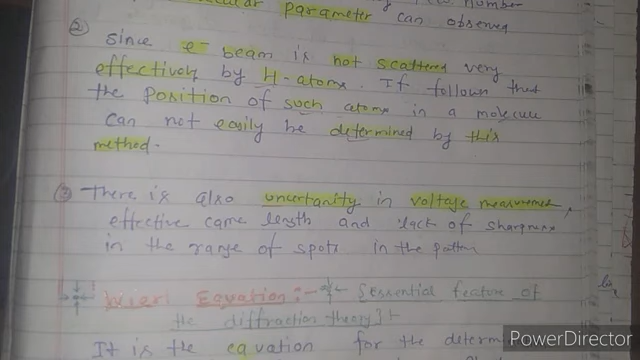 parameter can observed
②
Since e⁻ beam is not scattered very
effectively by H-atoms. If follows that
the position of such atoms in a molecule
can not easily be determined by this
method.
③ There is also uncertanity in voltage measurement,
effective came length and lack of sharpness
in the range of spots in the pattern
Wierl Equation:- [Essential feature of
the diffraction theory]
It is the equation for the determi
PowerDirector